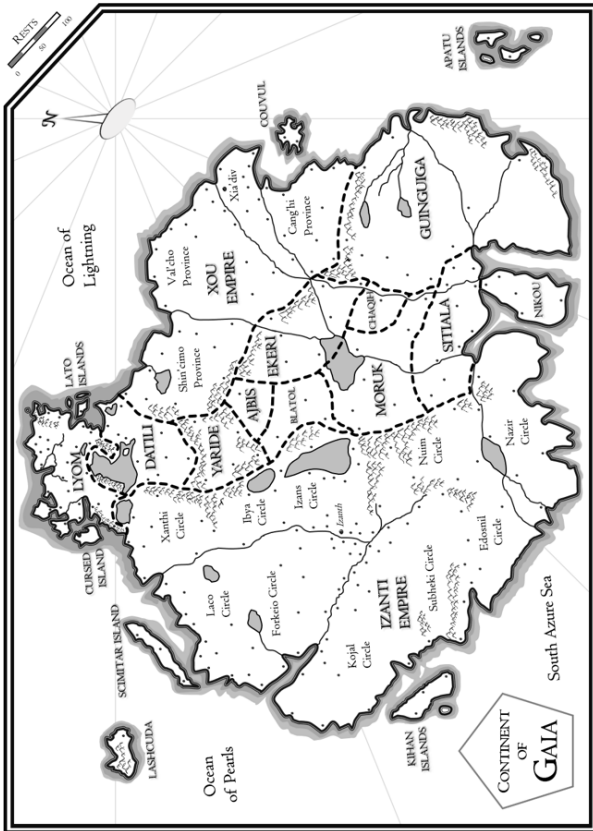 RESTS
0
50
100
N
LATO
ISLANDS
Ocean of
Lightning
LYOM
CURSED
ISLAND
SCIMITAR ISLAND
LASHCUDA
Ocean
of Pearls
DATILI
Xanthi
Circle
Laco
Circle
Shin'cimo
Province
Val'cho
Province
XOU
EMPIRE
Xia'div
COUVUL
Cang'hi
Province
YARIDE
AJBIS
EKERI
BLATOL
Ibya
Circle
Izans
Circle
Izanth
Forkeio Circle
Kojal
Circle
IZANTI
EMPIRE
Subheki Circle
Nuim
Circle
MORUK
CHAQIH
SITIALA
GUINGUIGA
APATU
ISLANDS
KIHAN
ISLANDS
Edosnil
Circle
Nazir
Circle
NIKOU
South Azure Sea
CONTINENT
OF
GAIA